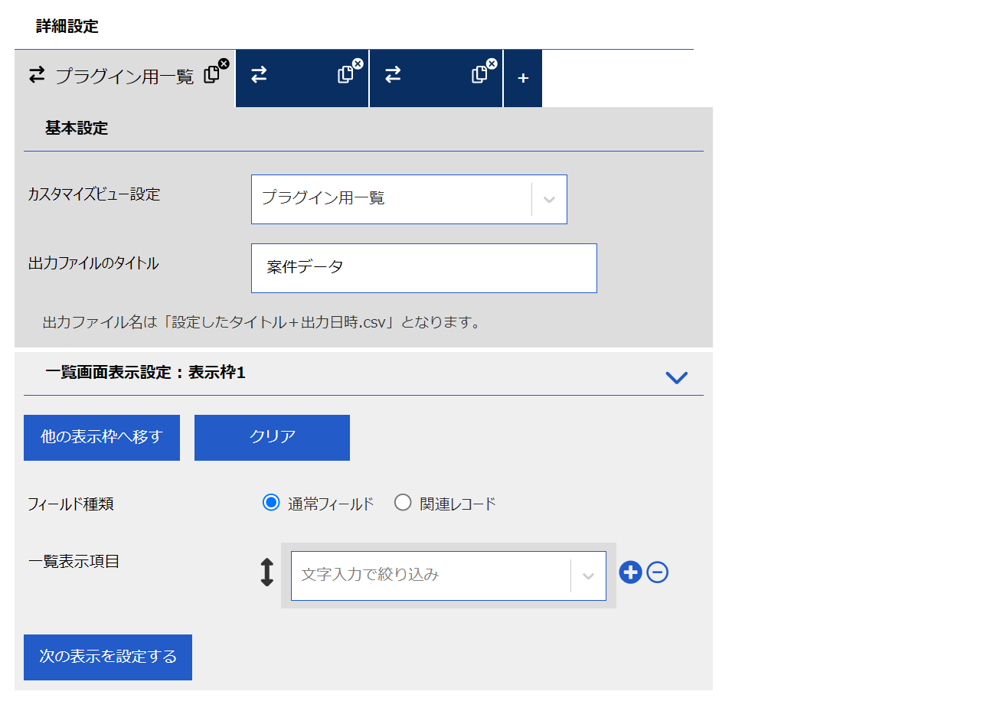 詳細設定
プラグイン用一覧
+
基本設定
カスタマイズビュー設定
プラグイン用一覧
出力ファイルのタイトル
案件データ
出力ファイル名は「設定したタイトル＋出力日時.csv」となります。
一覧画面表示設定：表示枠1
他の表示枠へ移す
クリア
フィールド種類
通常フィールド
関連レコード
一覧表示項目
文字入力で絞り込み
次の表示を設定する